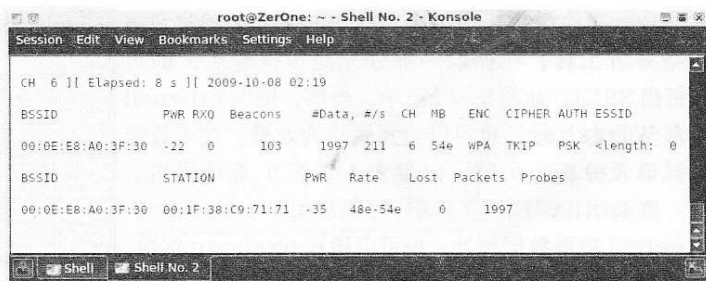 root@ZerOne: ~ - Shell No. 2 - Konsole
Session Edit View Bookmarks Settings Help
CH 6 ][ Elapsed: 8 s ][ 2009-10-08 02:19
BSSID PWR RXQ Beacons #Data, #/s CH MB ENC CIPHER AUTH ESSID
00:0E:E8:A0:3F:30 -22 0 103 1997 211 6 54e WPA TKIP PSK <length: 0
BSSID STATION PWR Rate Lost Packets Probes
00:0E:E8:A0:3F:30 00:1F:38:C9:71:71 -35 48e-54e 0 1997
Shell Shell No. 2